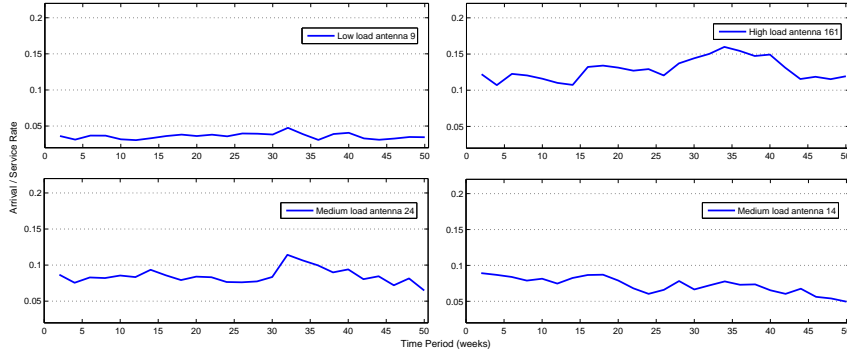 0.2
0.15
0.1
0.05
0 5 10 15 20 25 30 35 40 45 50
Low load antenna 9
0.2
0.15
0.1
0.05
0 5 10 15 20 25 30 35 40 45 50
High load antenna 161
Arrival / Service Rate
0.2
0.15
0.1
0.05
0 5 10 15 20 25 30 35 40 45 50
Medium load antenna 24
0.2
0.15
0.1
0.05
0 5 10 15 20 25 30 35 40 45 50
Medium load antenna 14
Time Period (weeks)